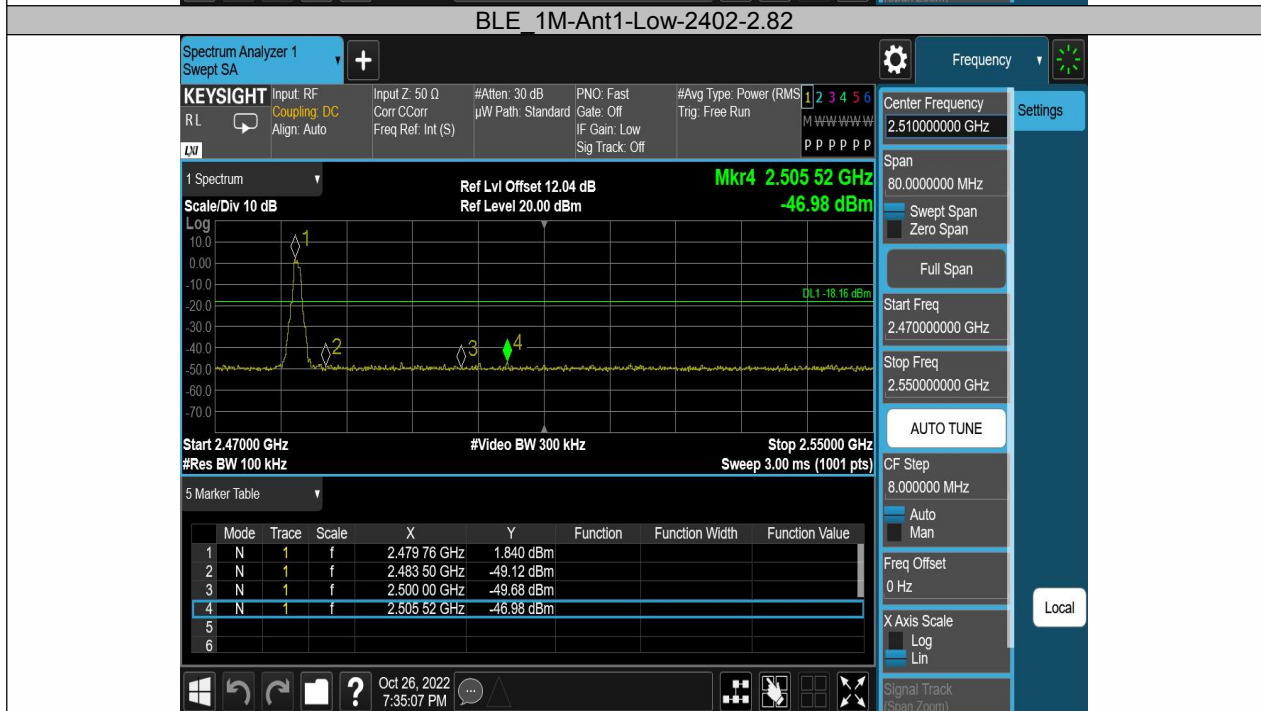 (Span Zoom)
BLE_1M-Ant1-Low-2402-2.82
Spectrum Analyzer 1
Swept SA
+
Frequency
KEYSIGHT
RL
LXI
Input: RF
Coupling: DC
Align: Auto
Input Z: 50 Ω
Corr CCorr
Freq Ref: Int (S)
#Atten: 30 dB
µW Path: Standard
PNO: Fast
Gate: Off
IF Gain: Low
Sig Track: Off
#Avg Type: Power (RMS
Trig: Free Run
1 2 3 4 5 6
M W W W W W
P P P P P P
1 Spectrum
Scale/Div 10 dB
Ref Lvl Offset 12.04 dB
Ref Level 20.00 dBm
Mkr4 2.505 52 GHz
-46.98 dBm
Log
10.0
0.00
-10.0
-20.0
-30.0
-40.0
-50.0
-60.0
-70.0
1
2
3
4
DL1 -18.16 dBm
Start 2.47000 GHz
#Video BW 300 kHz
Stop 2.55000 GHz
#Res BW 100 kHz
Sweep 3.00 ms (1001 pts)
5 Marker Table
Mode Trace Scale X Y Function Function Width Function Value
1 N 1 f 2.479 76 GHz 1.840 dBm
2 N 1 f 2.483 50 GHz -49.12 dBm
3 N 1 f 2.500 00 GHz -49.68 dBm
4 N 1 f 2.505 52 GHz -46.98 dBm
5
6
?
Oct 26, 2022
7:35:07 PM
Center Frequency
2.510000000 GHz
Settings
Span
80.0000000 MHz
Swept Span
Zero Span
Full Span
Start Freq
2.470000000 GHz
Stop Freq
2.550000000 GHz
AUTO TUNE
CF Step
8.000000 MHz
Auto
Man
Freq Offset
0 Hz
Local
X Axis Scale
Log
Lin
Signal Track
(Span Zoom)